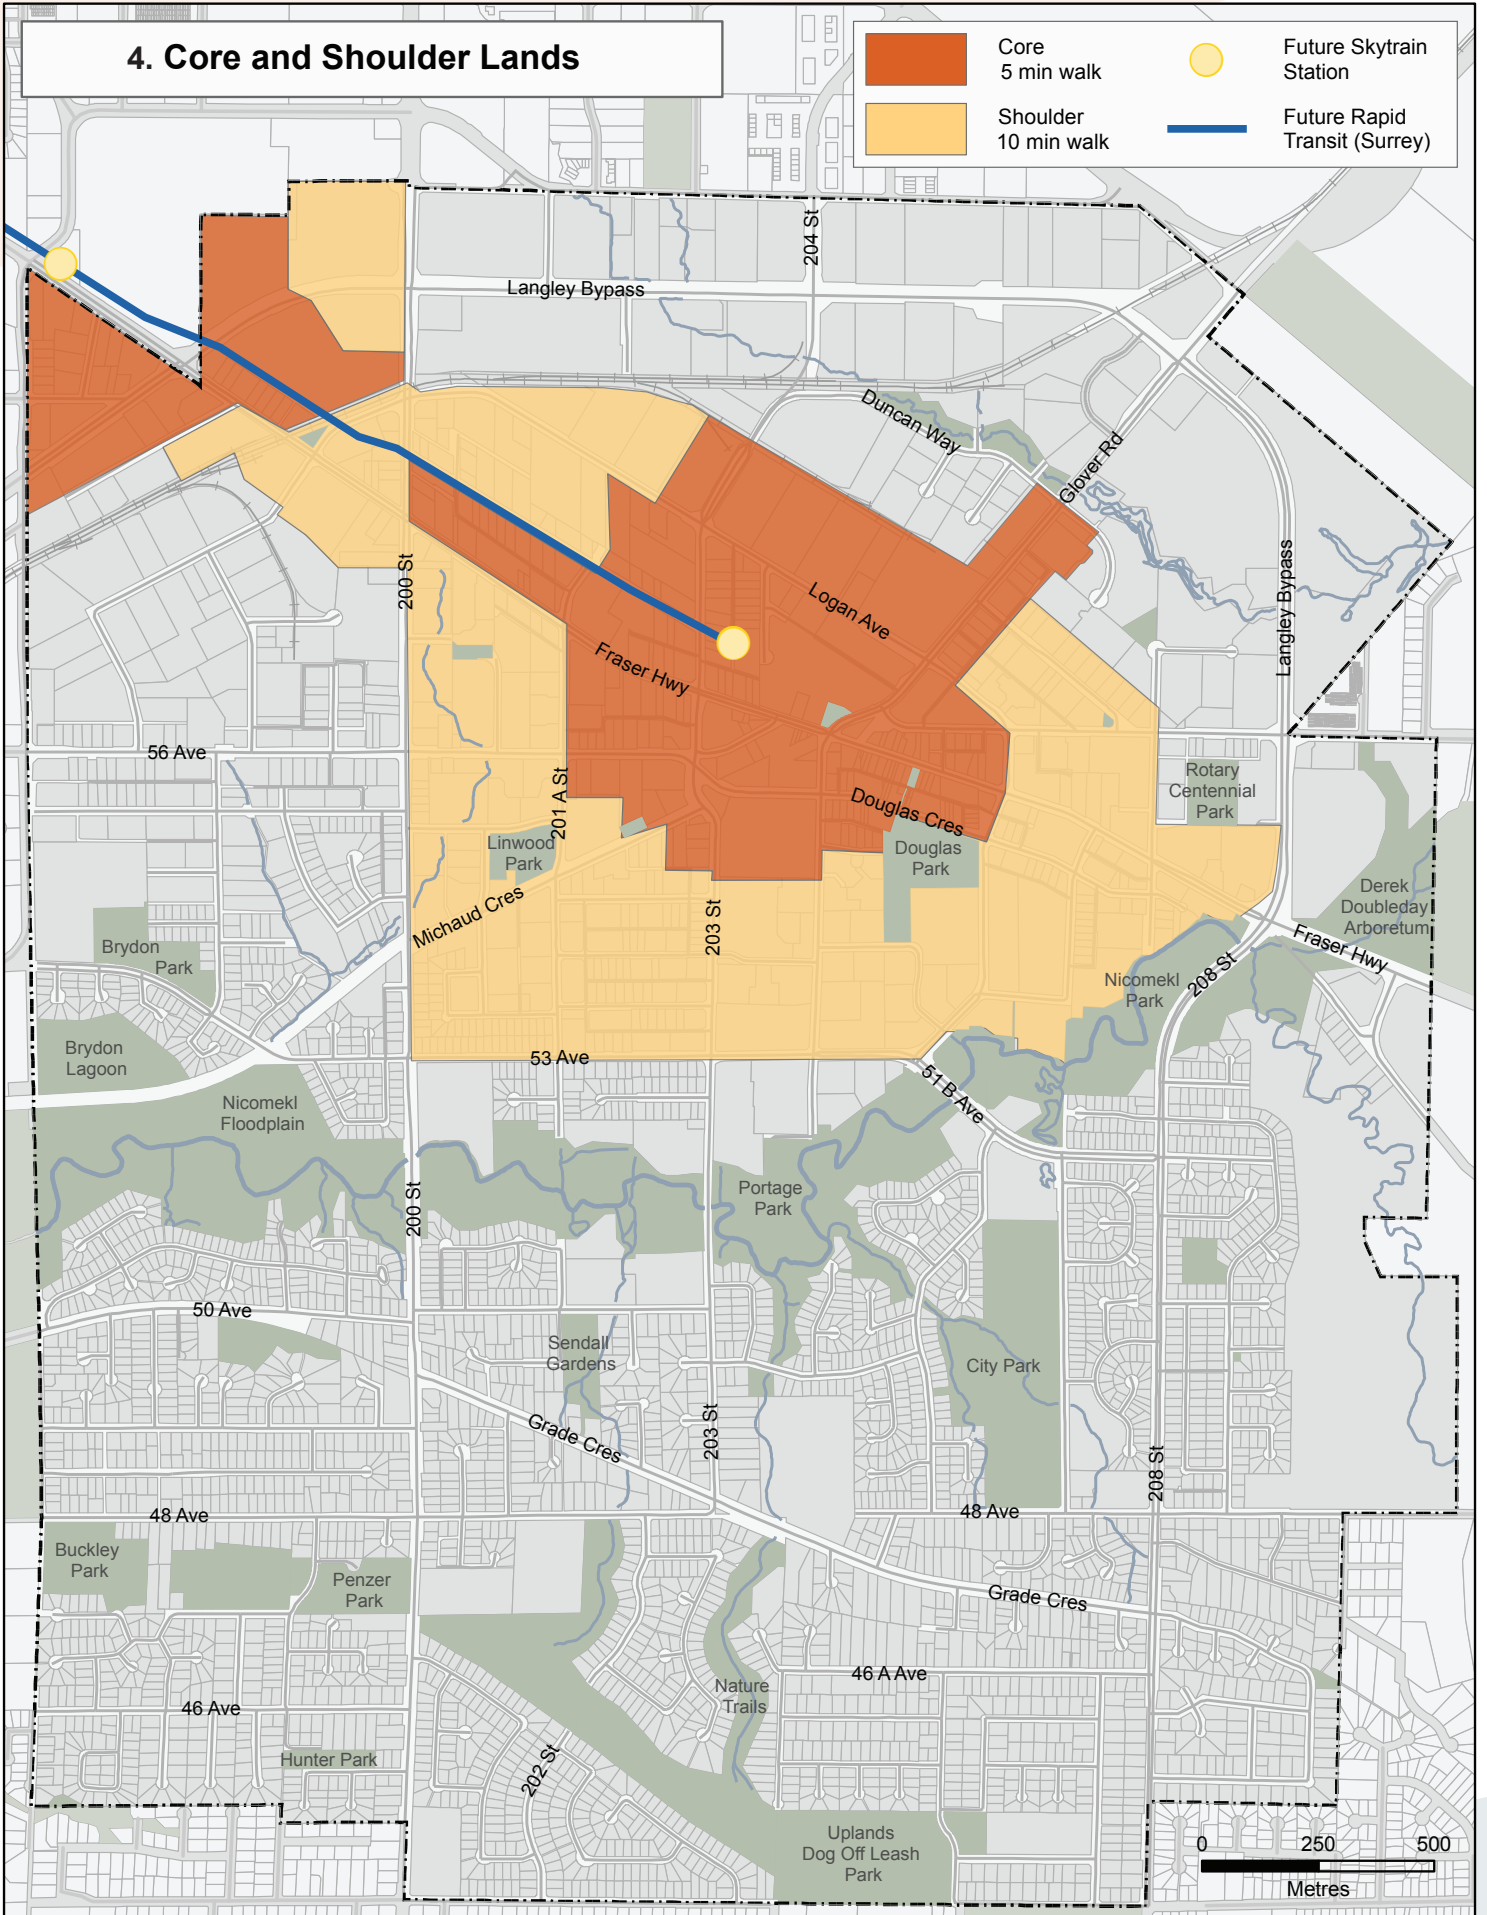 4. Core and Shoulder Lands
Core
5 min walk
Shoulder
10 min walk
Future Skytrain
Station
Future Rapid
Transit (Surrey)
204 St
Langley Bypass
Duncan Way
Glover Rd
Langley Bypass
200 St
Logan Ave
Fraser Hwy
56 Ave
201 A St
Rotary
Centennial
Park
Douglas Cres
Linwood
Park
Douglas
Park
Michaud Cres
203 St
Derek
Doubleday
Arboretum
Brydon
Park
Fraser Hwy
208 St
Nicomekl
Park
Brydon
Lagoon
53 Ave
51 B Ave
Nicomekl
Floodplain
200 St
Portage
Park
50 Ave
Sendall
Gardens
City Park
Grade Cres
203 St
208 St
48 Ave
48 Ave
Buckley
Park
Penzer
Park
Grade Cres
46 A Ave
Nature
Trails
46 Ave
Hunter Park
202 St
Uplands
Dog Off Leash
Park
0 250 500
Metres